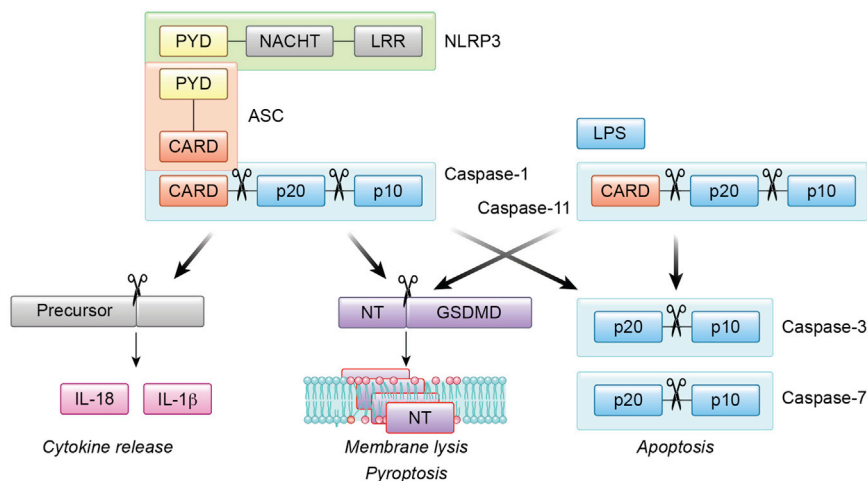 PYD NACHT LRR NLRP3
PYD
ASC
CARD
LPS
CARD p20 p10 Caspase-1
Caspase-11 CARD p20 p10
Precursor
NT GSDMD
p20 p10 Caspase-3
IL-18 IL-1β
NT
p20 p10 Caspase-7
Cytokine release
Membrane lysis
Apoptosis
Pyroptosis